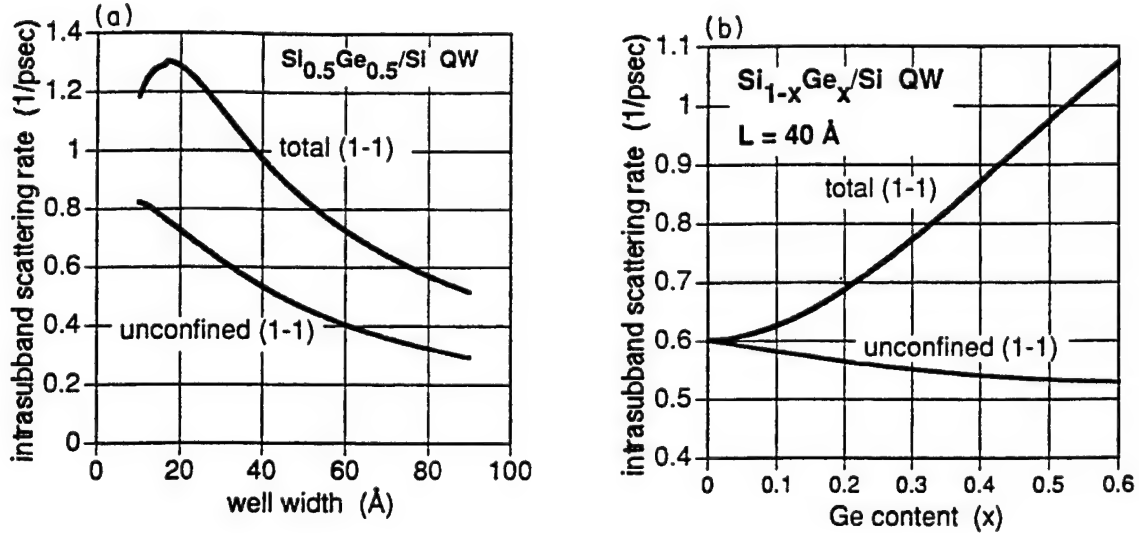 (a)
Si0.5Ge0.5/Si QW
total (1-1)
unconfined (1-1)
intrasubband scattering rate (1/psec)
1.4
1.2
1
0.8
0.6
0.4
0.2
0
0 20 40 60 80 100
well width (Å)
(b)
Si1-xGex/Si QW
L = 40 Å
total (1-1)
unconfined (1-1)
intrasubband scattering rate (1/psec)
1.1
1
0.9
0.8
0.7
0.6
0.5
0.4
0 0.1 0.2 0.3 0.4 0.5 0.6
Ge content (x)